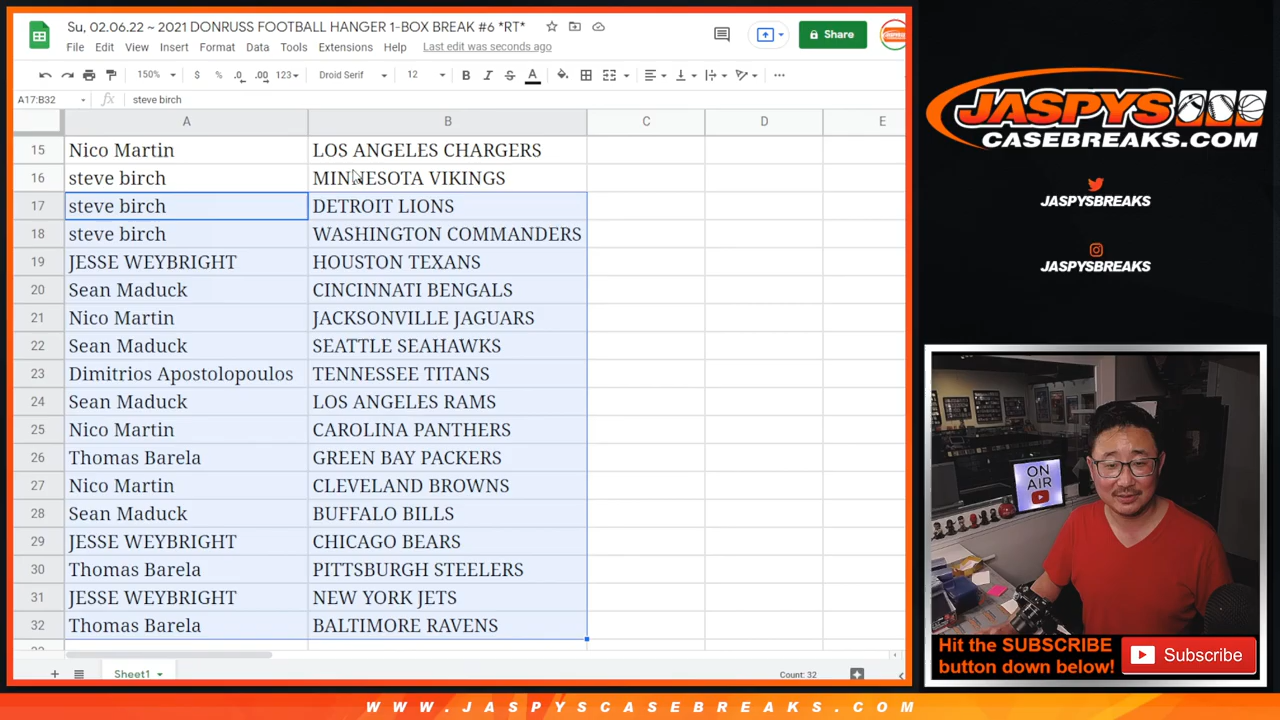 Su, 02.06.22 ~ 2021 DONRUSS FOOTBALL HANGER 1-BOX BREAK #6 *RT*
File Edit View Insert Format Data Tools Extensions Help Last edit was seconds ago
Share
150% $ % .0 .00 123 Droid Serif 12 B I S A
A17:B32 fx steve birch
A B C D E
15 Nico Martin LOS ANGELES CHARGERS
16 steve birch MINNESOTA VIKINGS
17 steve birch DETROIT LIONS
18 steve birch WASHINGTON COMMANDERS
19 JESSE WEYBRIGHT HOUSTON TEXANS
20 Sean Maduck CINCINNATI BENGALS
21 Nico Martin JACKSONVILLE JAGUARS
22 Sean Maduck SEATTLE SEAHAWKS
23 Dimitrios Apostolopoulos TENNESSEE TITANS
24 Sean Maduck LOS ANGELES RAMS
25 Nico Martin CAROLINA PANTHERS
26 Thomas Barela GREEN BAY PACKERS
27 Nico Martin CLEVELAND BROWNS
28 Sean Maduck BUFFALO BILLS
29 JESSE WEYBRIGHT CHICAGO BEARS
30 Thomas Barela PITTSBURGH STEELERS
31 JESSE WEYBRIGHT NEW YORK JETS
32 Thomas Barela BALTIMORE RAVENS
Sheet1 Count: 32
JASPYS
CASEBREAKS.COM
JASPYSBREAKS
JASPYSBREAKS
ON
AIR
Hit the SUBSCRIBE
button down below!
Subscribe
WWW.JASPYSCASEBREAKS.COM